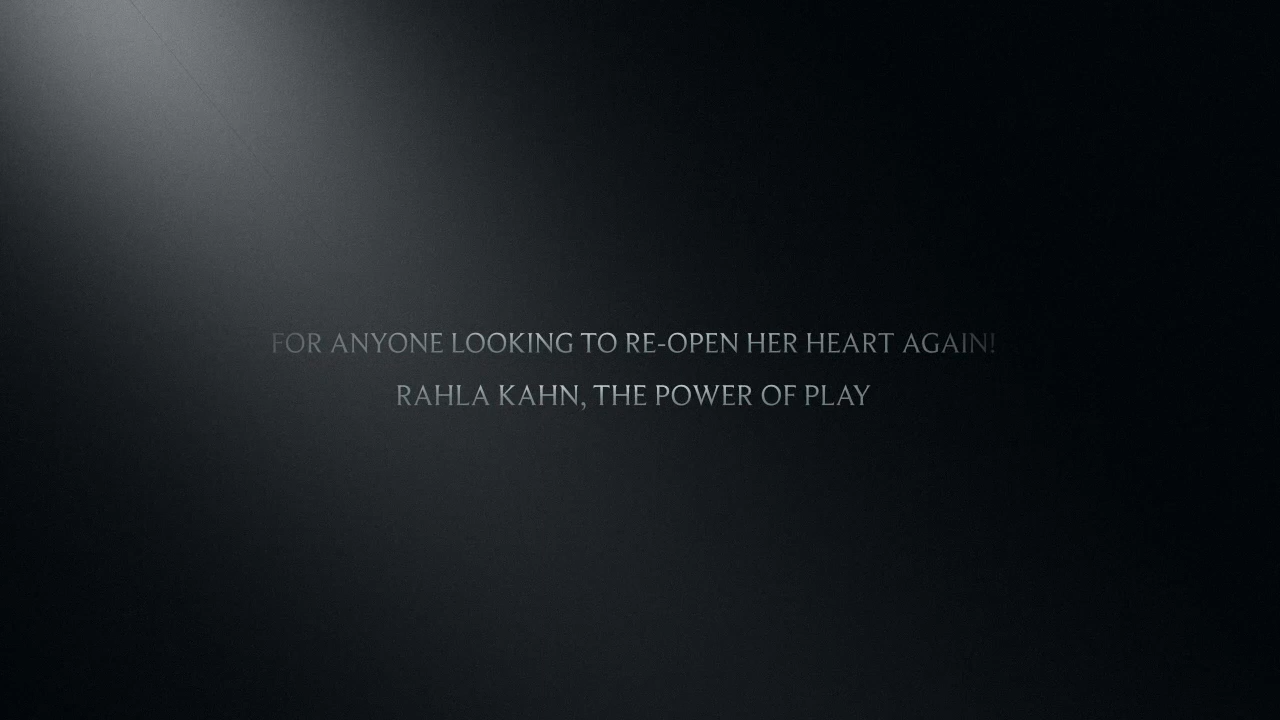 FOR ANYONE LOOKING TO RE-OPEN HER HEART AGAIN!
RAHLA KAHN, THE POWER OF PLAY